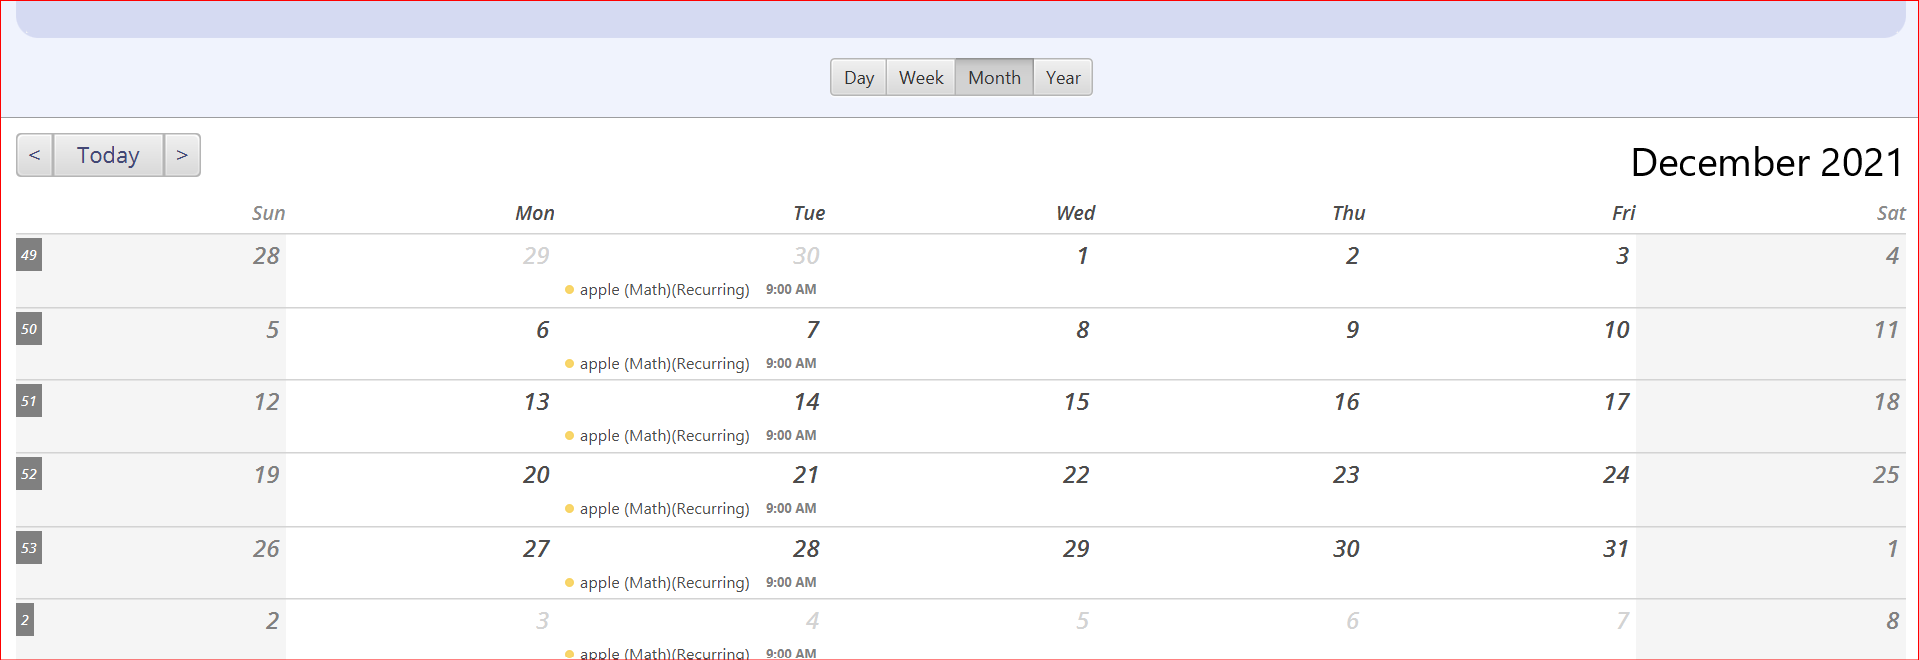 Day Week Month Year
< Today > December 2021
Sun Mon Tue Wed Thu Fri Sat
49 28 29 30 1 2 3 4
apple (Math)(Recurring) 9:00 AM
50 5 6 7 8 9 10 11
apple (Math)(Recurring) 9:00 AM
51 12 13 14 15 16 17 18
apple (Math)(Recurring) 9:00 AM
52 19 20 21 22 23 24 25
apple (Math)(Recurring) 9:00 AM
53 26 27 28 29 30 31 1
apple (Math)(Recurring) 9:00 AM
2 2 3 4 5 6 7 8
apple (Math)(Recurring) 9:00 AM